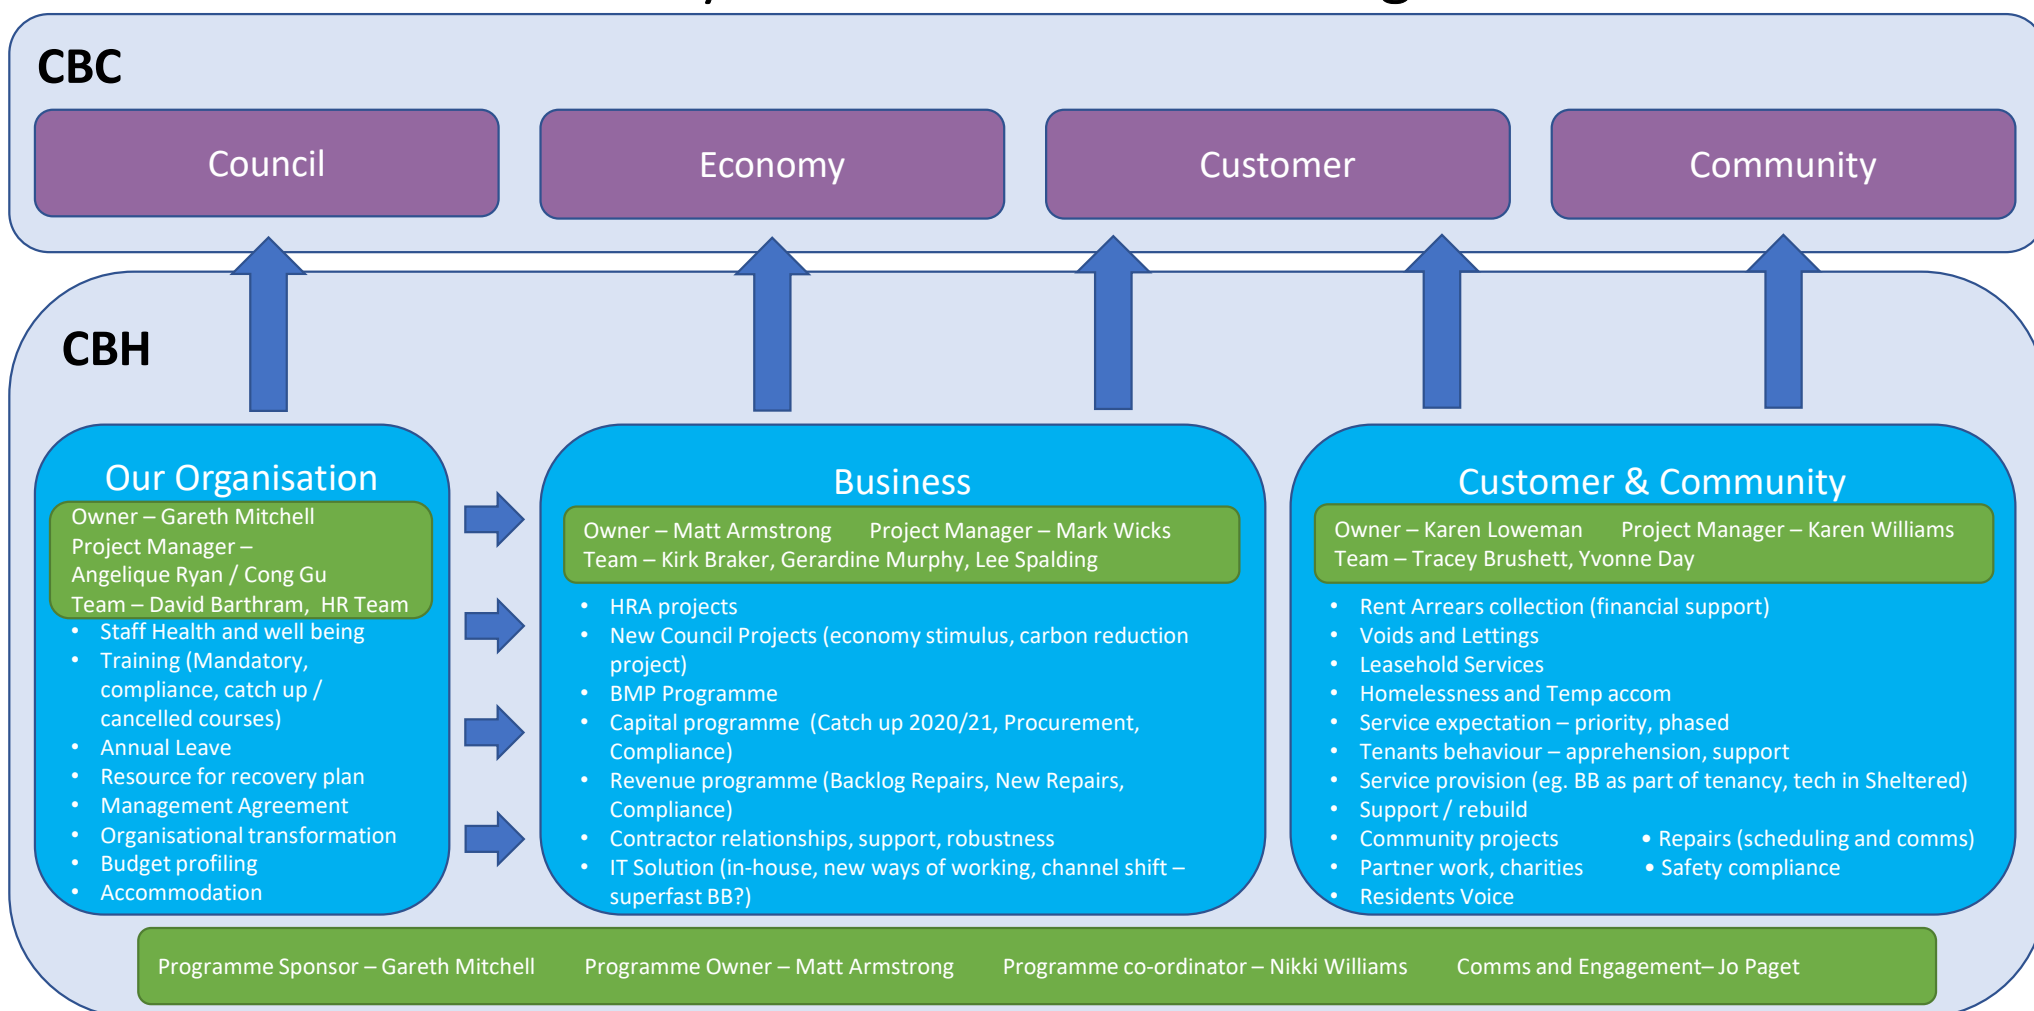 CBC
Council
Economy
Customer
Community
CBH
Our Organisation
Owner – Gareth Mitchell
Project Manager –
Angelique Ryan / Cong Gu
Team – David Barthram, HR Team
• Staff Health and well being
• Training (Mandatory,
compliance, catch up /
cancelled courses)
• Annual Leave
• Resource for recovery plan
• Management Agreement
• Organisational transformation
• Budget profiling
• Accommodation
Business
Owner – Matt Armstrong Project Manager – Mark Wicks
Team – Kirk Braker, Gerardine Murphy, Lee Spalding
• HRA projects
• New Council Projects (economy stimulus, carbon reduction
project)
• BMP Programme
• Capital programme (Catch up 2020/21, Procurement,
Compliance)
• Revenue programme (Backlog Repairs, New Repairs,
Compliance)
• Contractor relationships, support, robustness
• IT Solution (in-house, new ways of working, channel shift –
superfast BB?)
Customer & Community
Owner – Karen Loweman Project Manager – Karen Williams
Team – Tracey Brushett, Yvonne Day
• Rent Arrears collection (financial support)
• Voids and Lettings
• Leasehold Services
• Homelessness and Temp accom
• Service expectation – priority, phased
• Tenants behaviour – apprehension, support
• Service provision (eg. BB as part of tenancy, tech in Sheltered)
• Support / rebuild
• Community projects • Repairs (scheduling and comms)
• Partner work, charities • Safety compliance
• Residents Voice
Programme Sponsor – Gareth Mitchell Programme Owner – Matt Armstrong Programme co-ordinator – Nikki Williams Comms and Engagement– Jo Paget